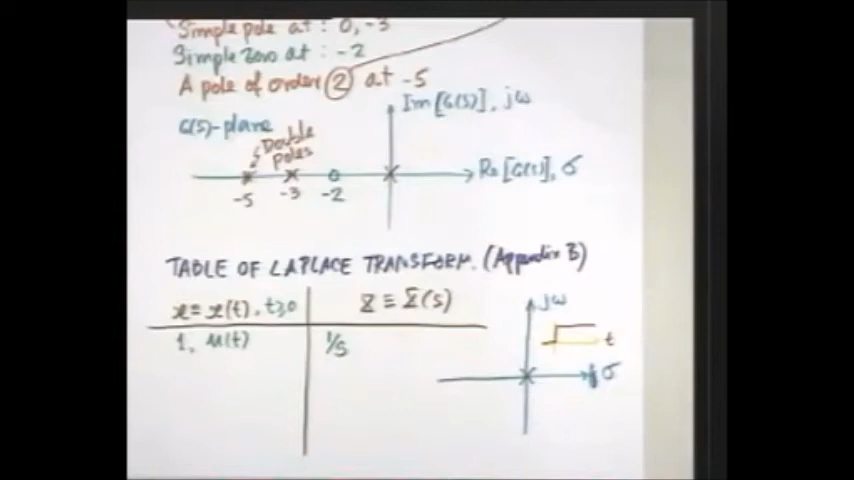 Simple pole at : 0, -3
Simple Zero at : -2
A pole of order 2 at -5
Im [G(s)], jω
G(s)-plane
Double
poles
Re [G(s)], σ
-5 -3 -2
TABLE OF LAPLACE TRANSFORM. (Appendix B)
x = x(t), t≥0
X ≡ X(s)
jω
1, u(t)
1/s
t
σ